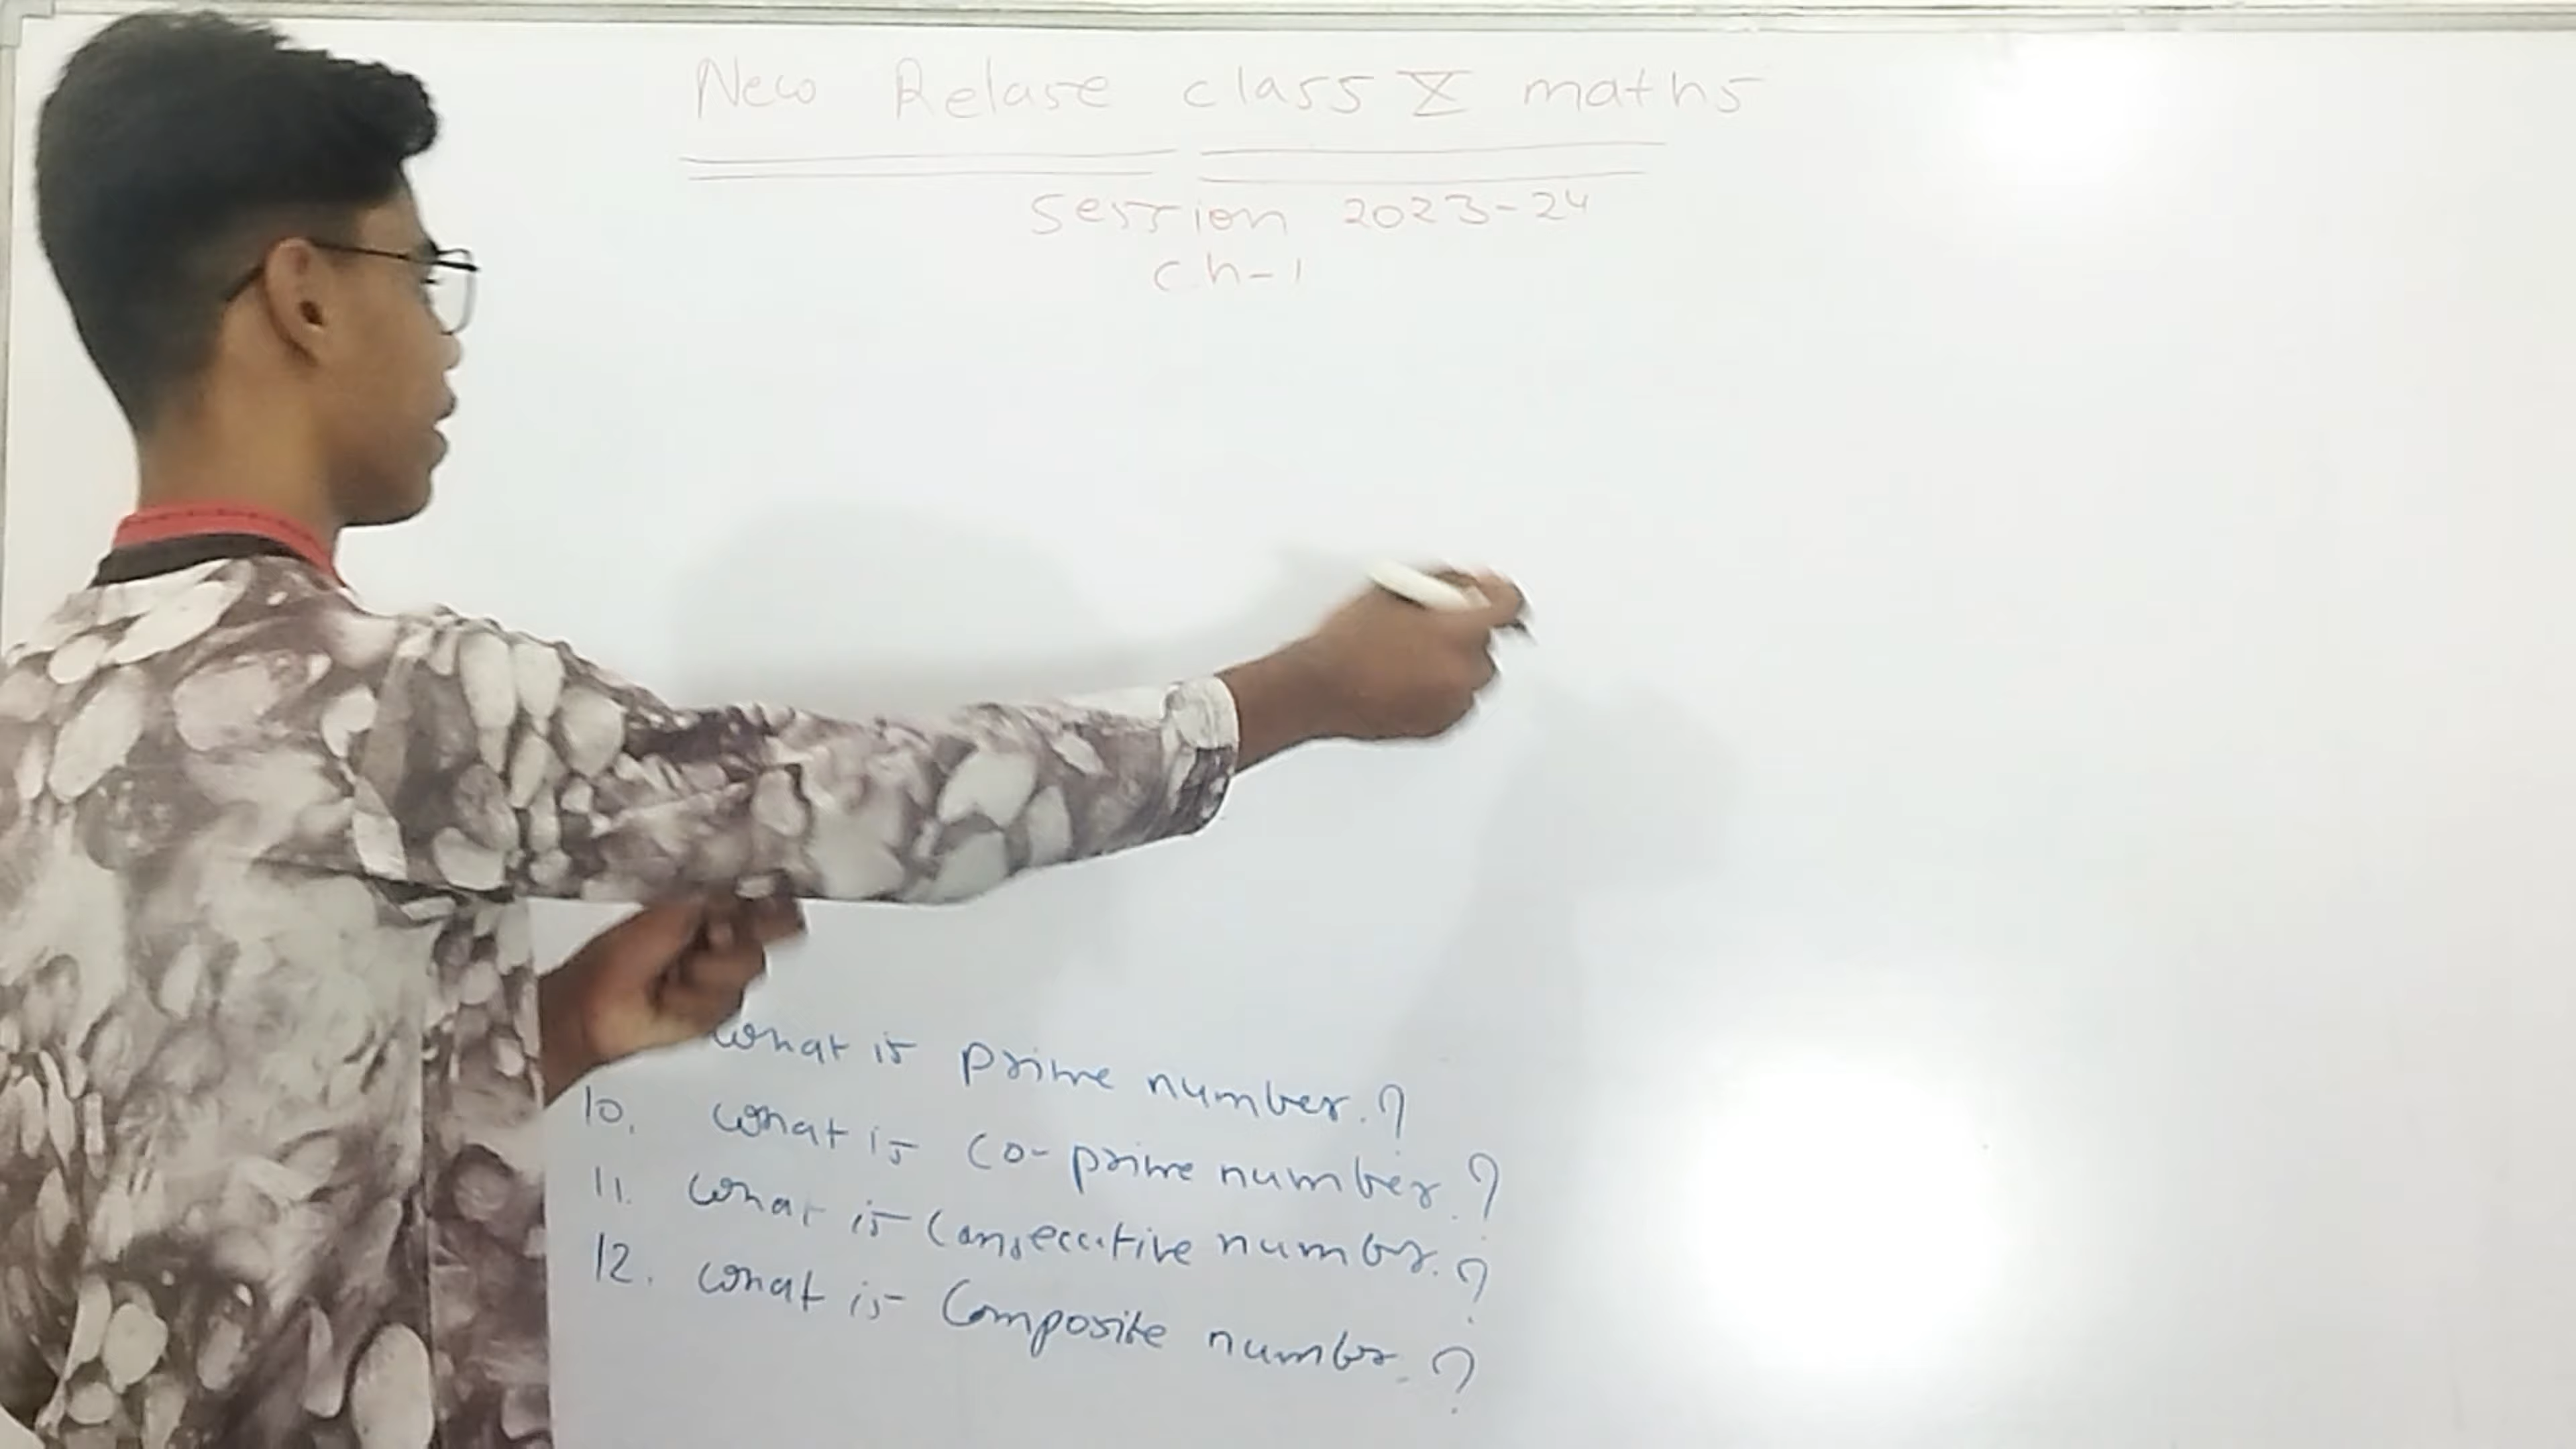 New Relase class X maths
Session 2023-24
Ch-1
What is prime number.?
10. What is co-prime number.?
11. What is Consecutive number.?
12. What is Composite number.?